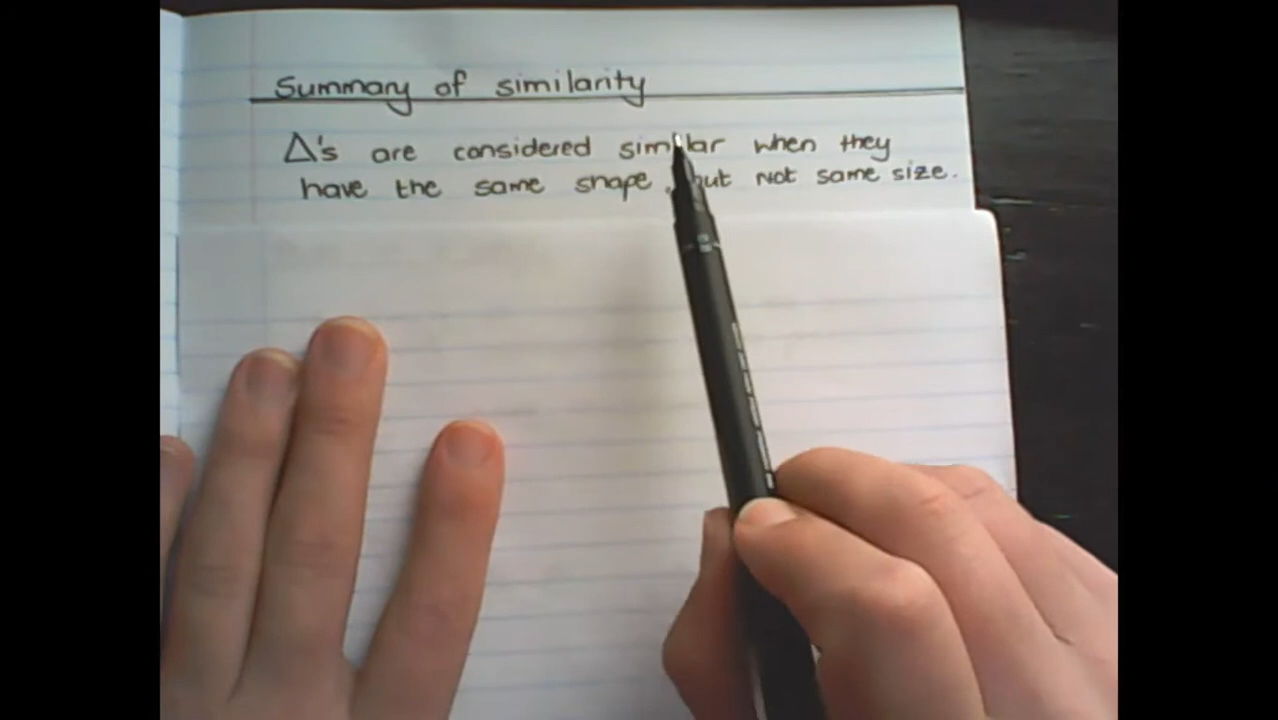 Summary of similarity
△'s are considered similar when they
have the same shape, but not same size.